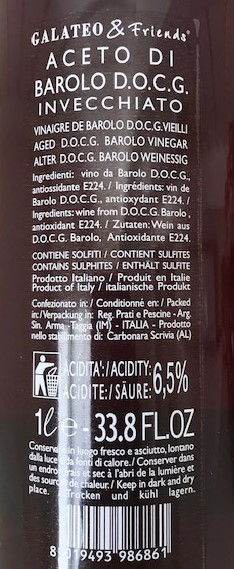 GALATEO & Friends®
ACETO DI
BAROLO D.O.C.G.
INVECCHIATO
VINAIGRE DE BAROLO D.O.C.G. VIEILLI
AGED D.O.C.G. BAROLO VINEGAR
ALTER D.O.C.G. BAROLO WEINESSIG
Ingredienti: vino da Barolo D.O.C.G.,
antiossidante E224. / Ingrédients: vin de
Barolo D.O.C.G., antioxydant E224. /
Ingredients: wine from D.O.C.G. Barolo,
antioxidant E224. / Zutaten: Wein aus
D.O.C.G. Barolo, Antioxidante E224.
CONTIENE SOLFITI / CONTIENT SULFITES
CONTAINS SULPHITES / ENTHÄLT SULFITE
Prodotto Italiano / Produit en Italie
Product of Italy / italianische Produkt
Confezionato in: / Conditionné en: / Packed
in: / Verpackung in: Reg. Prati e Pescine - Arg.
Sin. Arma -Taggia (IM) - ITALIA - Prodotto
nello stabilimento di: Carbonara Scrivia (AL)
ACIDITA': / ACIDITY:
ACIDITE: / SÄURE: 6,5%
1 ℓ e - 33.8 FL.OZ
Conservare in luogo fresco e asciutto, lontano
dalla luce e da fonti di calore. / Conserver dans
un endroit frais et sec à l'abri de la lumière et
des sources de chaleur. / Keep in dark and dry
place. / Trocken und kühl lagern.
8 019493 986861